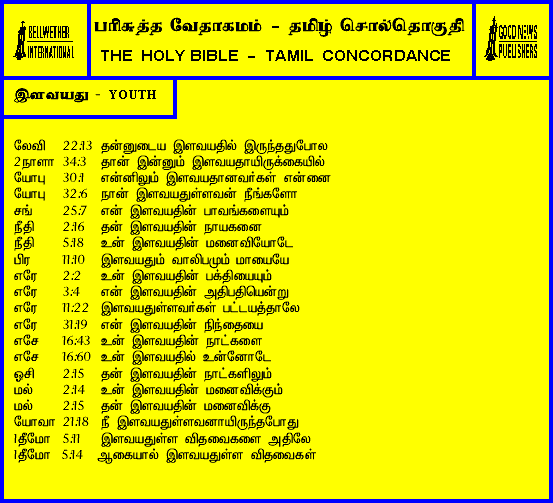 BELLWETHER
INTERNATIONAL
பரிசுத்த வேதாகமம் - தமிழ் சொல்தொகுதி
THE HOLY BIBLE - TAMIL CONCORDANCE
GOOD NEWS
PUBLISHERS
இளவயது - YOUTH
லேவி 22:13 தன்னுடைய இளவயதில் இருந்ததுபோல
2நாளா 34:3 தான் இன்னும் இளவயதாயிருக்கையில்
யோபு 30:1 என்னிலும் இளவயதானவர்கள் என்னை
யோபு 32:6 நான் இளவயதுள்ளவன் நீங்களோ
சங் 25:7 என் இளவயதின் பாவங்களையும்
நீதி 2:16 தன் இளவயதின் நாயகனை
நீதி 5:18 உன் இளவயதின் மனைவியோடே
பிர 11:10 இளவயதும் வாலிபமும் மாயையே
எரே 2:2 உன் இளவயதின் பக்தியையும்
எரே 3:4 என் இளவயதின் அதிபதியென்று
எரே 11:22 இளவயதுள்ளவர்கள் பட்டயத்தாலே
எரே 31:19 என் இளவயதின் நிந்தையை
எசே 16:43 உன் இளவயதின் நாட்களை
எசே 16:60 உன் இளவயதில் உன்னோடே
ஓசி 2:15 தன் இளவயதின் நாட்களிலும்
மல் 2:14 உன் இளவயதின் மனைவிக்கும்
மல் 2:15 தன் இளவயதின் மனைவிக்கு
யோவா 21:18 நீ இளவயதுள்ளவனாயிருந்தபோது
1தீமோ 5:11 இளவயதுள்ள விதவைகளை அதிலே
1தீமோ 5:14 ஆகையால் இளவயதுள்ள விதவைகள்